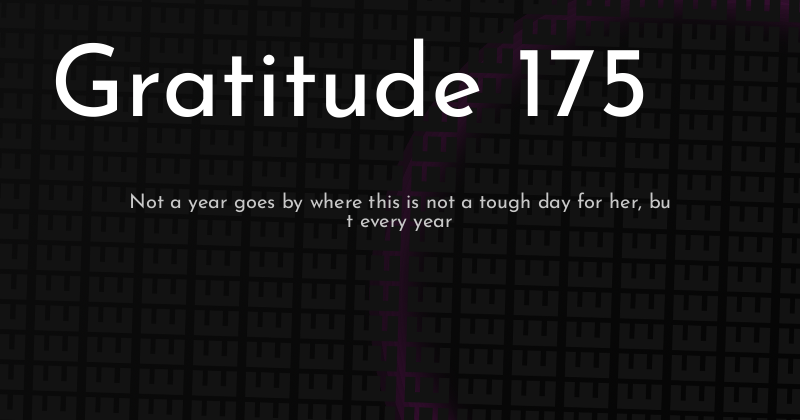 Gratitude 175
Not a year goes by where this is not a tough day for her, bu
t every year